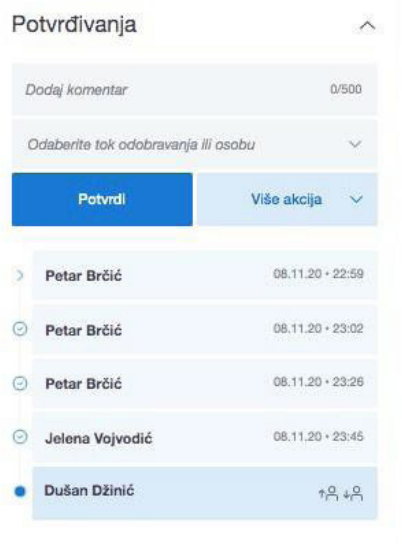 Potvrđivanja
Dodaj komentar 0/500
Odaberite tok odobravanja ili osobu
Potvrdi Više akcija
Petar Brčić 08.11.20 • 22:59
Petar Brčić 08.11.20 • 23:02
Petar Brčić 08.11.20 • 23:26
Jelena Vojvodić 08.11.20 • 23:45
Dušan Džinić